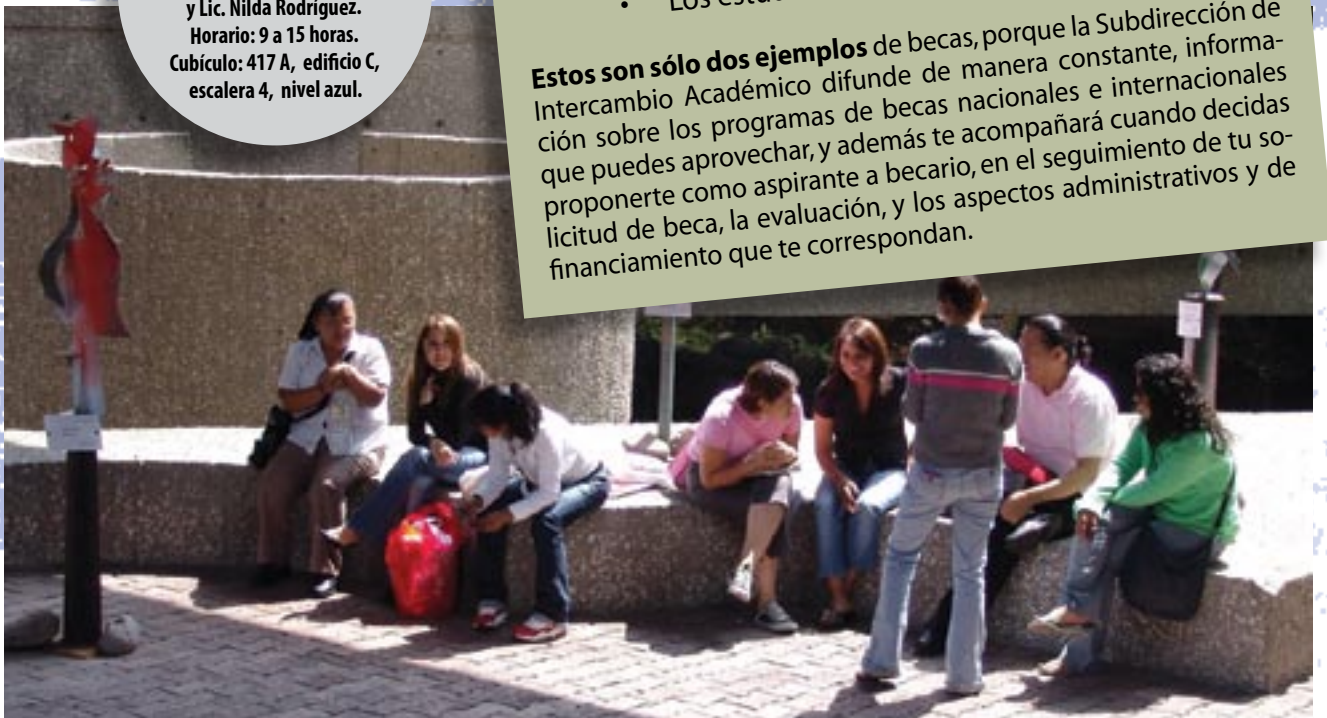 y Lic. Nilda Rodríguez.
Horario: 9 a 15 horas.
Cubículo: 417 A, edificio C,
escalera 4, nivel azul.
• Los
Estos son sólo dos ejemplos de becas, porque la Subdirección de
Intercambio Académico difunde de manera constante, informa-
ción sobre los programas de becas nacionales e internacionales
que puedes aprovechar, y además te acompañará cuando decidas
proponerte como aspirante a becario, en el seguimiento de tu so-
licitud de beca, la evaluación, y los aspectos administrativos y de
financiamiento que te correspondan.